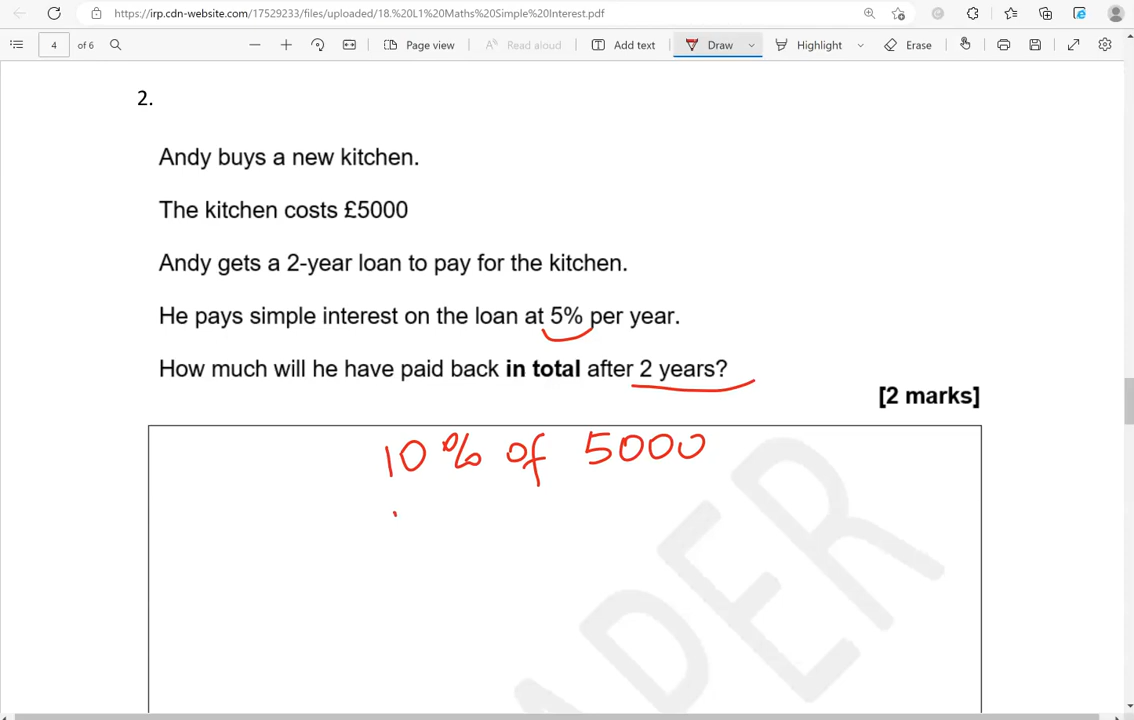 https://irp.cdn-website.com/17529233/files/uploaded/18.%20L1%20Maths%20Simple%20Interest.pdf
4 of 6 Page view Read aloud Add text Draw Highlight Erase
2.
Andy buys a new kitchen.
The kitchen costs £5000
Andy gets a 2-year loan to pay for the kitchen.
He pays simple interest on the loan at 5% per year.
How much will he have paid back in total after 2 years?
[2 marks]
10% of 5000